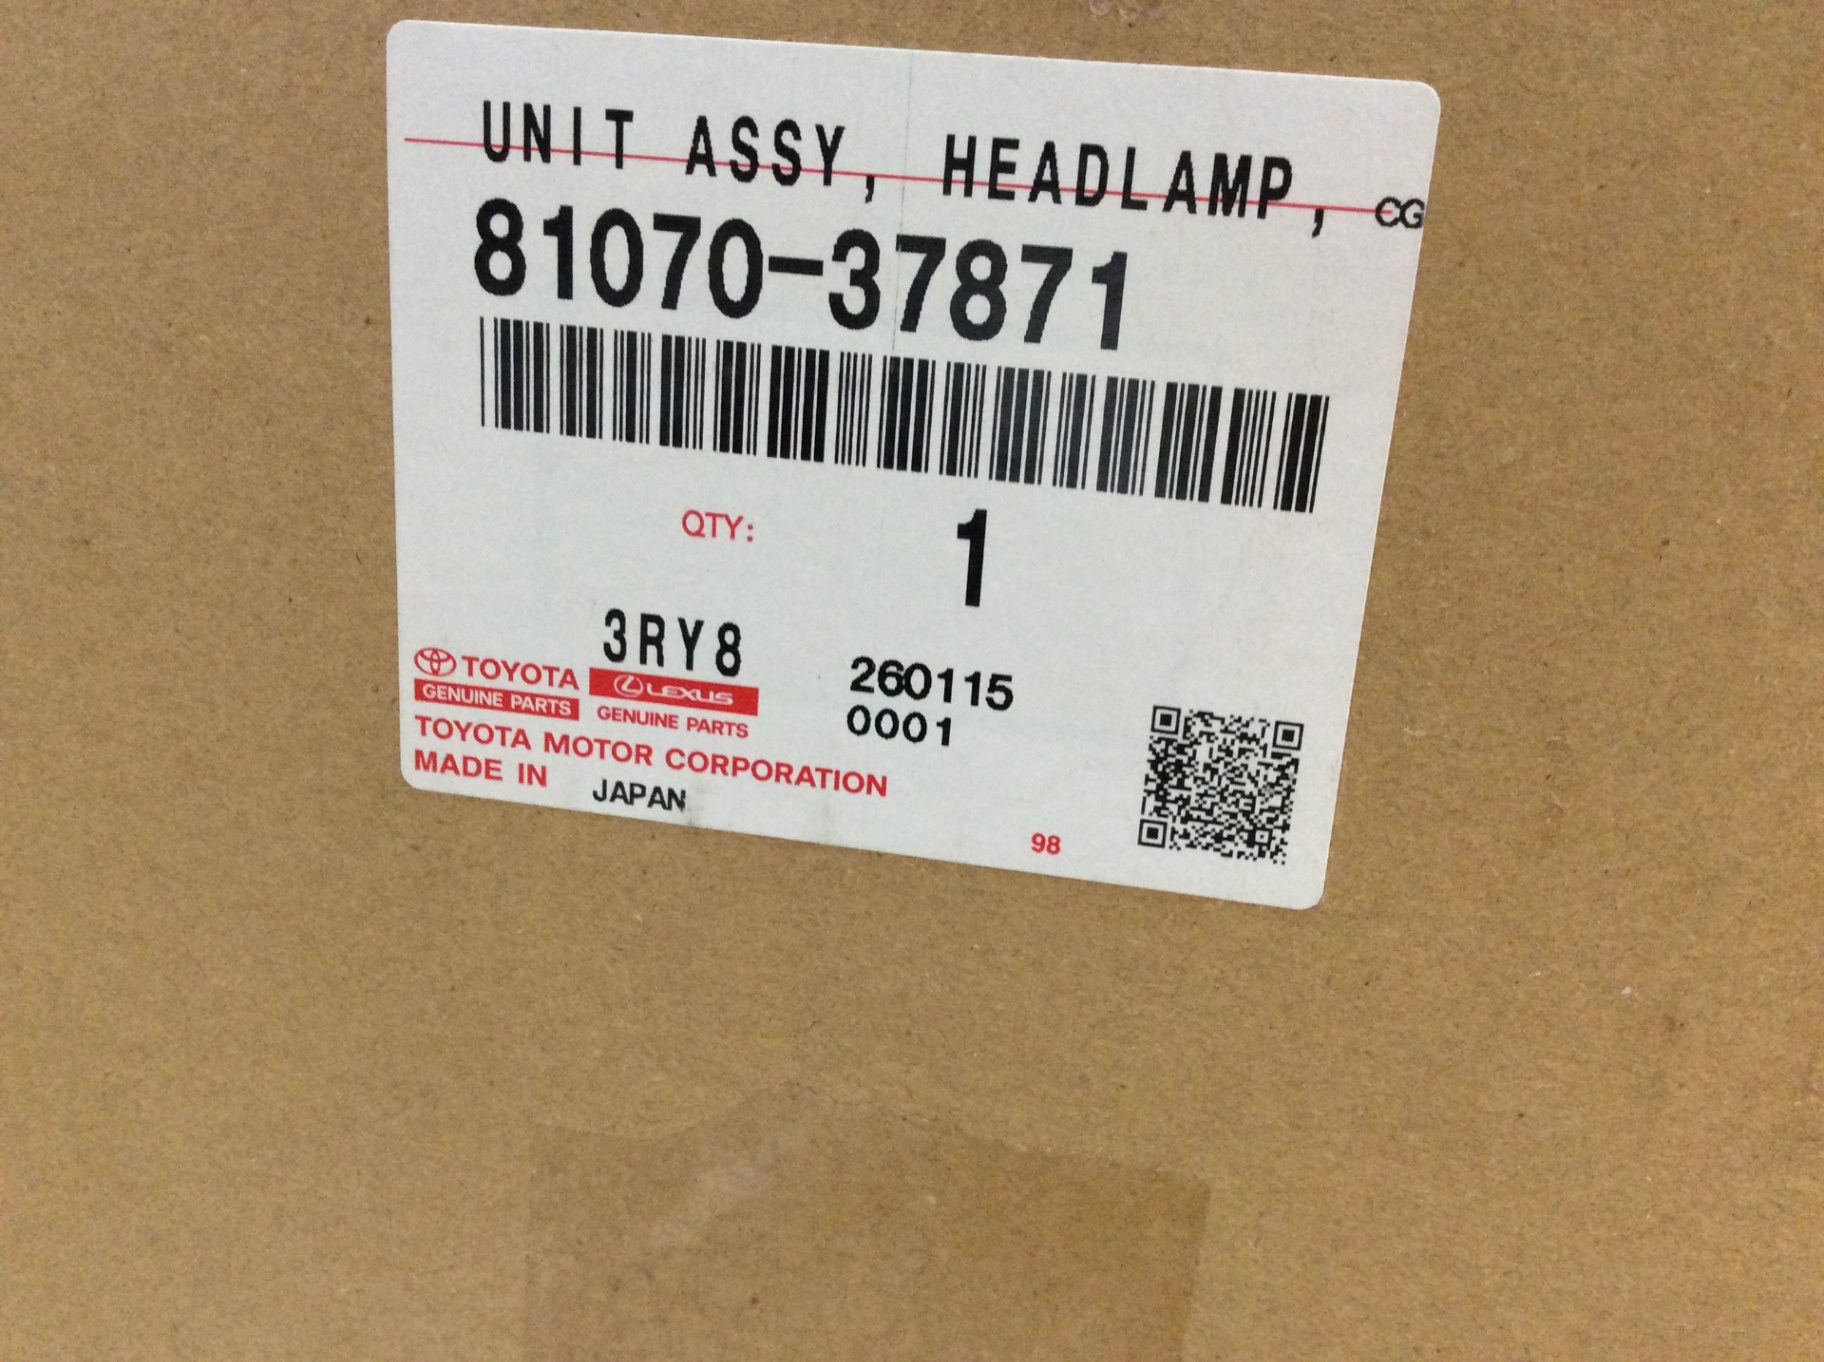 UNIT ASSY, HEADLAMP, CG
81070-37871
QTY: 1
3RY8
TOYOTA
GENUINE PARTS
LEXUS
GENUINE PARTS
260115
0001
TOYOTA MOTOR CORPORATION
MADE IN JAPAN
98